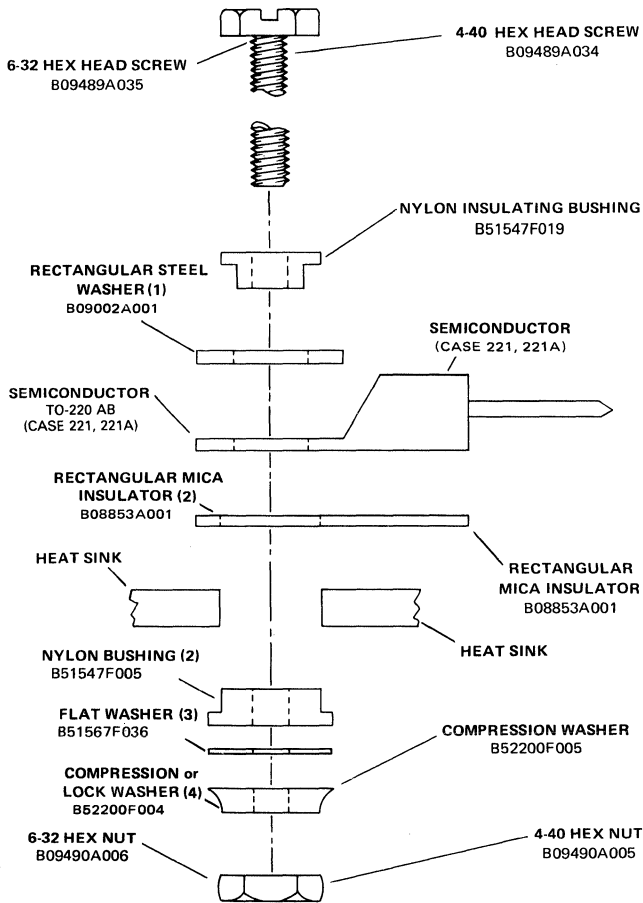 4-40 HEX HEAD SCREW
B09489A034
6-32 HEX HEAD SCREW
B09489A035
NYLON INSULATING BUSHING
B51547F019
RECTANGULAR STEEL
WASHER (1)
B09002A001
SEMICONDUCTOR
(CASE 221, 221A)
SEMICONDUCTOR
TO-220 AB
(CASE 221, 221A)
RECTANGULAR MICA
INSULATOR (2)
B08853A001
HEAT SINK
RECTANGULAR
MICA INSULATOR
B08853A001
HEAT SINK
NYLON BUSHING (2)
B51547F005
FLAT WASHER (3)
B51567F036
COMPRESSION WASHER
B52200F005
COMPRESSION or
LOCK WASHER (4)
B52200F004
6-32 HEX NUT
B09490A006
4-40 HEX NUT
B09490A005